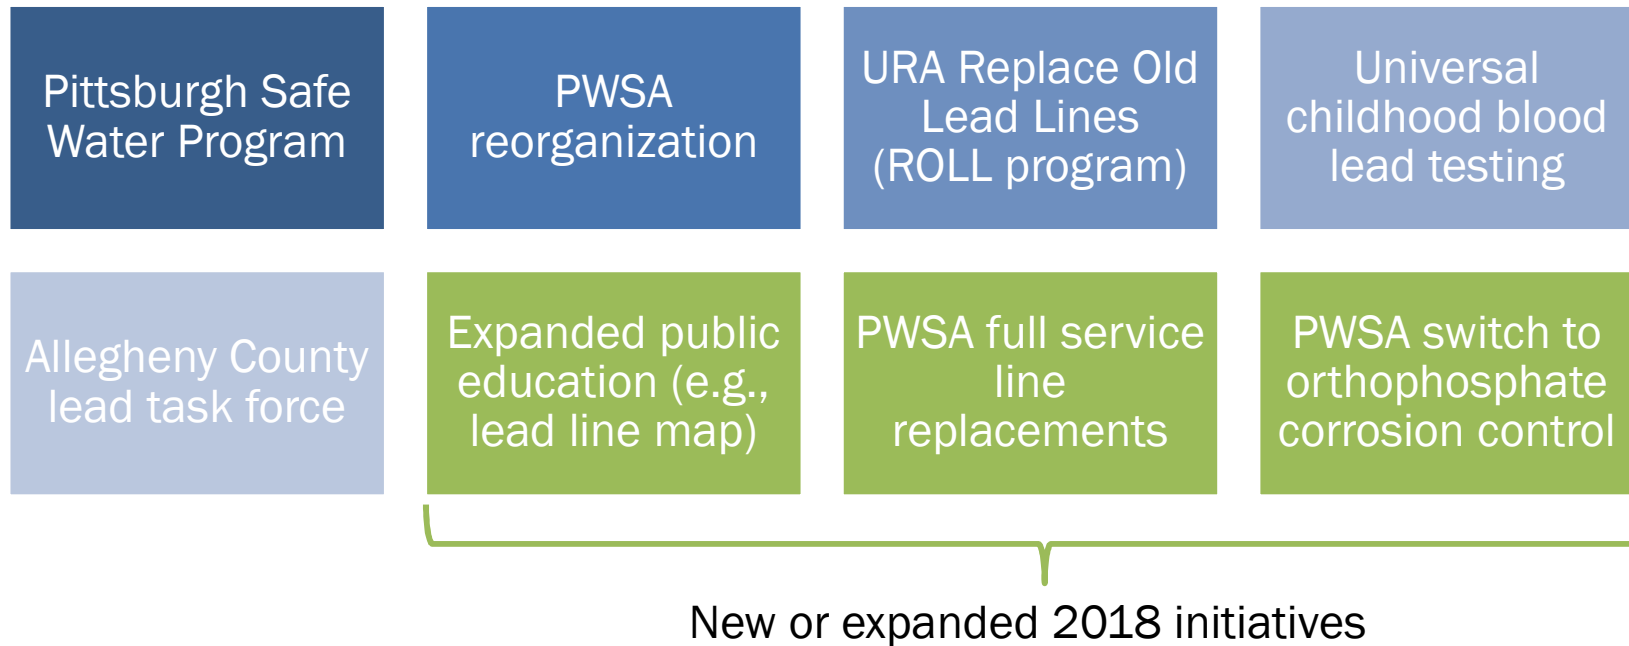 Pittsburgh Safe
Water Program
PWSA
reorganization
URA Replace Old
Lead Lines
(ROLL program)
Universal
childhood blood
lead testing
Allegheny County
lead task force
Expanded public
education (e.g.,
lead line map)
PWSA full service
line
replacements
PWSA switch to
orthophosphate
corrosion control
New or expanded 2018 initiatives